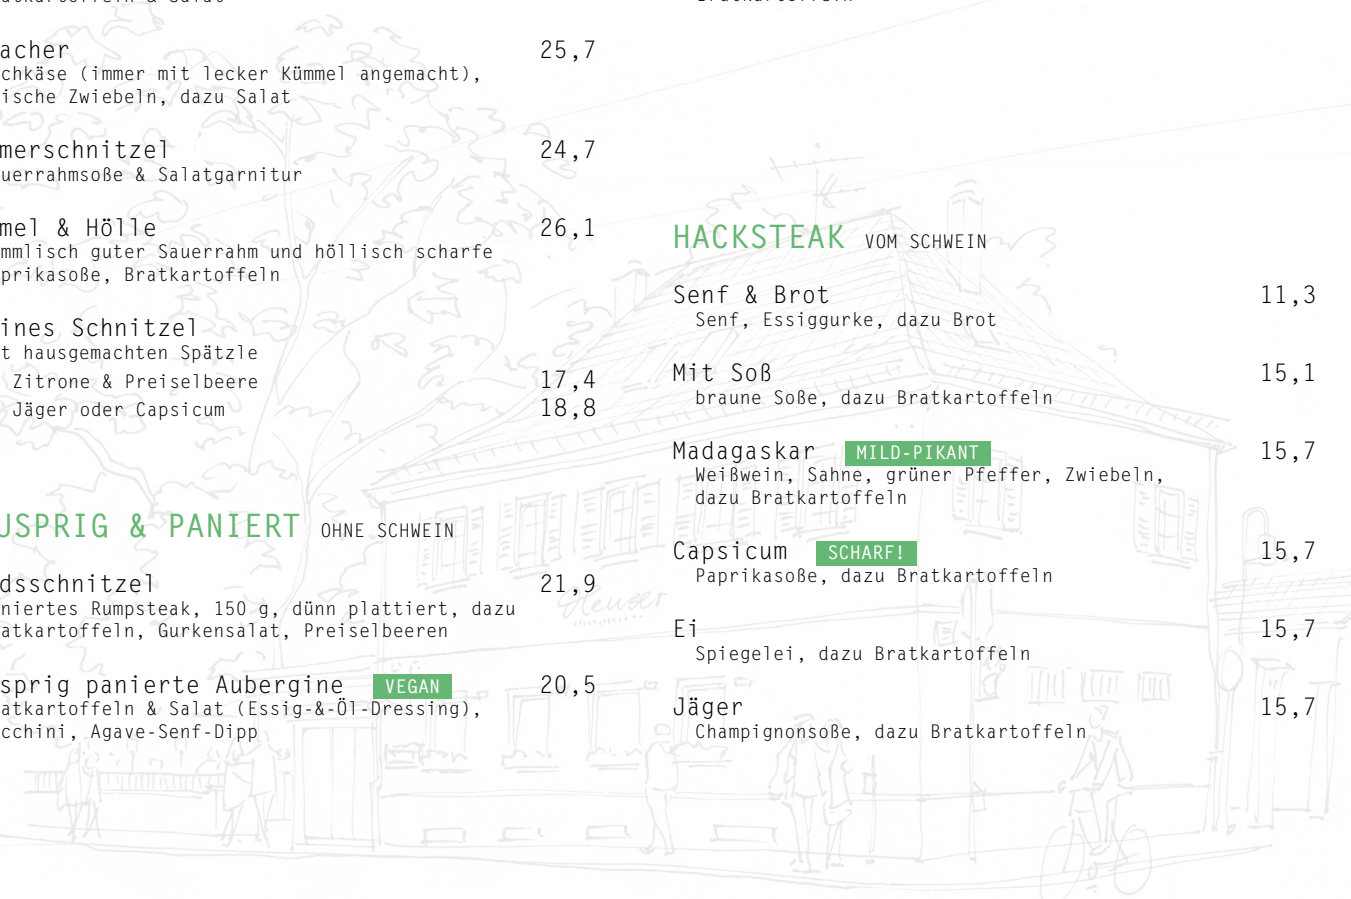 acher 25,7
chkäse (immer mit lecker Kümmel angemacht),
ische Zwiebeln, dazu Salat
merschnitzel 24,7
uerrahmsoße & Salatgarnitur
mel & Hölle 26,1
mmlisch guter Sauerrahm und höllisch scharfe
prikasoße, Bratkartoffeln
ines Schnitzel
t hausgemachten Spätzle
Zitrone & Preiselbeere 17,4
Jäger oder Capsicum 18,8
USPRIG & PANIERT OHNE SCHWEIN
dsschnitzel 21,9
niertes Rumpsteak, 150 g, dünn plattiert, dazu
atkartoffeln, Gurkensalat, Preiselbeeren
sprig panierte Aubergine VEGAN 20,5
atkartoffeln & Salat (Essig-&-Öl-Dressing),
cchini, Agave-Senf-Dipp
HACKSTEAK VOM SCHWEIN
Senf & Brot 11,3
Senf, Essiggurke, dazu Brot
Mit Soß 15,1
braune Soße, dazu Bratkartoffeln
Madagaskar MILD-PIKANT 15,7
Weißwein, Sahne, grüner Pfeffer, Zwiebeln,
dazu Bratkartoffeln
Capsicum SCHARF! 15,7
Paprikasoße, dazu Bratkartoffeln
Ei 15,7
Spiegelei, dazu Bratkartoffeln
Jäger 15,7
Champignonsoße, dazu Bratkartoffeln